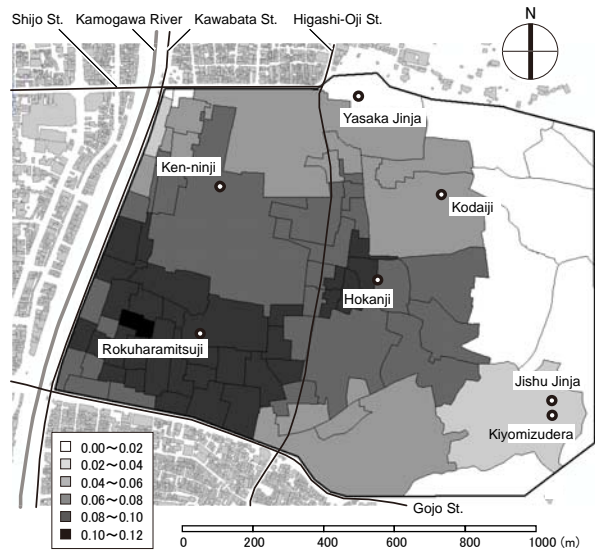 Shijo St. Kamogawa River Kawabata St. Higashi-Oji St.
N
Yasaka Jinja
Ken-ninji
Kodaiji
Hokanji
Rokuharamitsuji
Jishu Jinja
Kiyomizudera
Gojo St.
0.00～0.02
0.02～0.04
0.04～0.06
0.06～0.08
0.08～0.10
0.10～0.12
0 200 400 600 800 1000 (m)